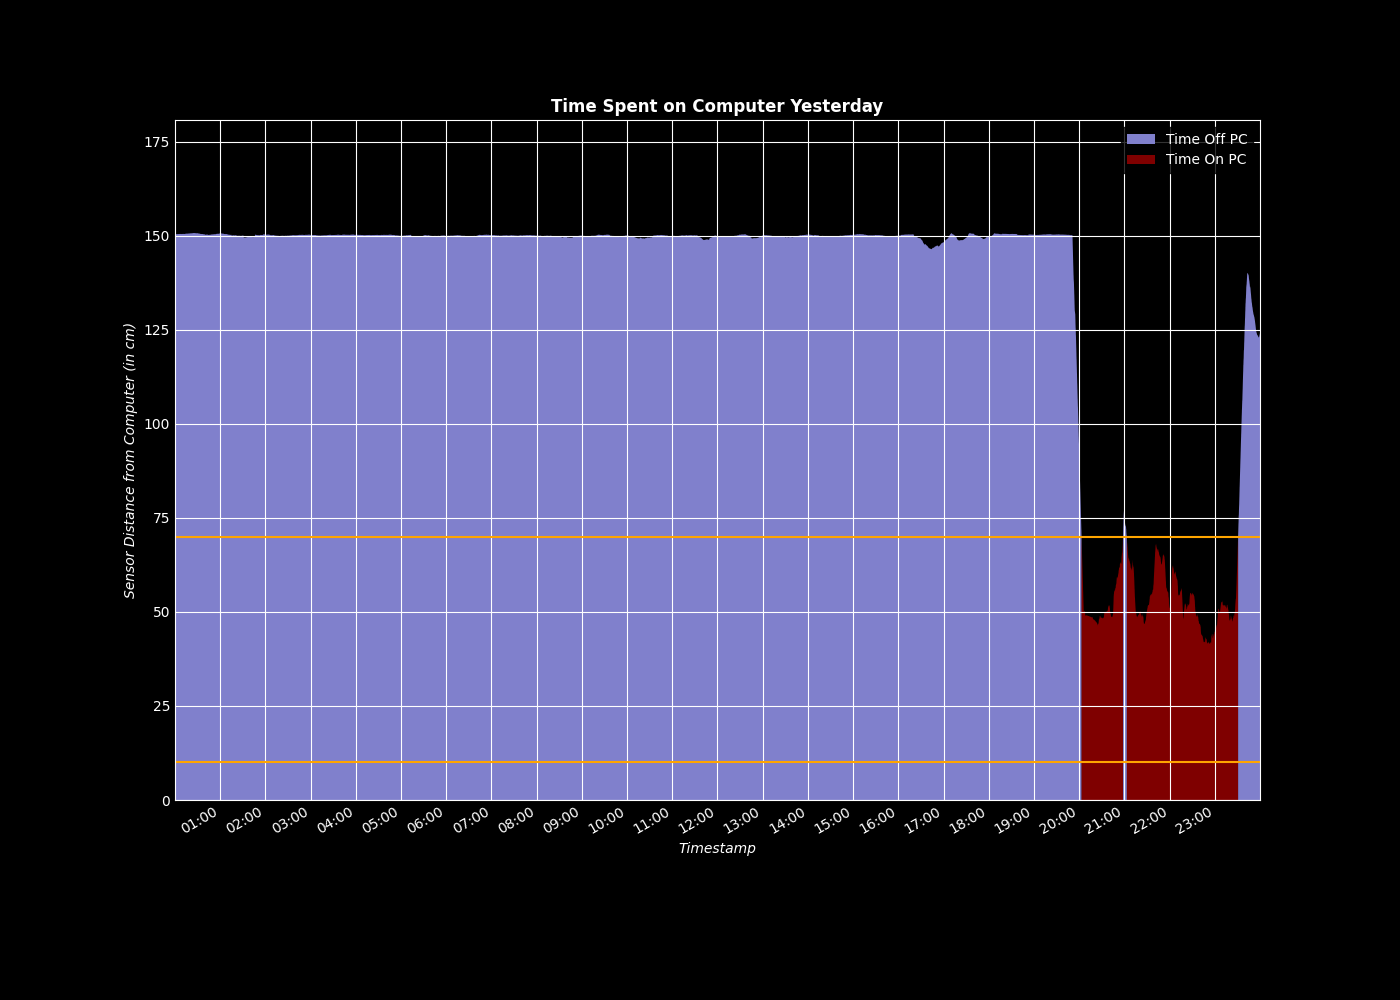 Time Spent on Computer Yesterday
Time Off PC
Time On PC
Sensor Distance from Computer (in cm)
175
150
125
100
75
50
25
0
01:00 02:00 03:00 04:00 05:00 06:00 07:00 08:00 09:00 10:00 11:00 12:00 13:00 14:00 15:00 16:00 17:00 18:00 19:00 20:00 21:00 22:00 23:00
Timestamp